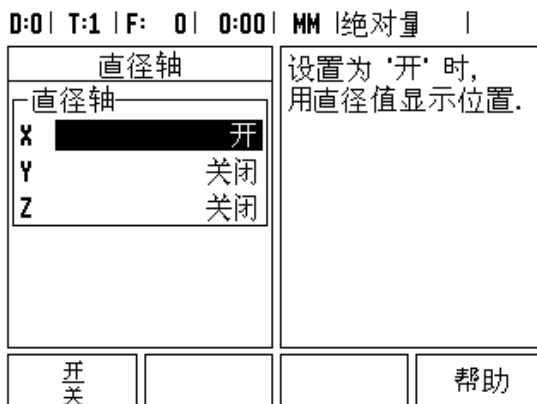 D:0| T:1 |F: 0| 0:00| MM |绝对量 |
直径轴
直径轴
X 开
Y 关闭
Z 关闭
设置为 '开' 时,
用直径值显示位置.
开
关
帮助